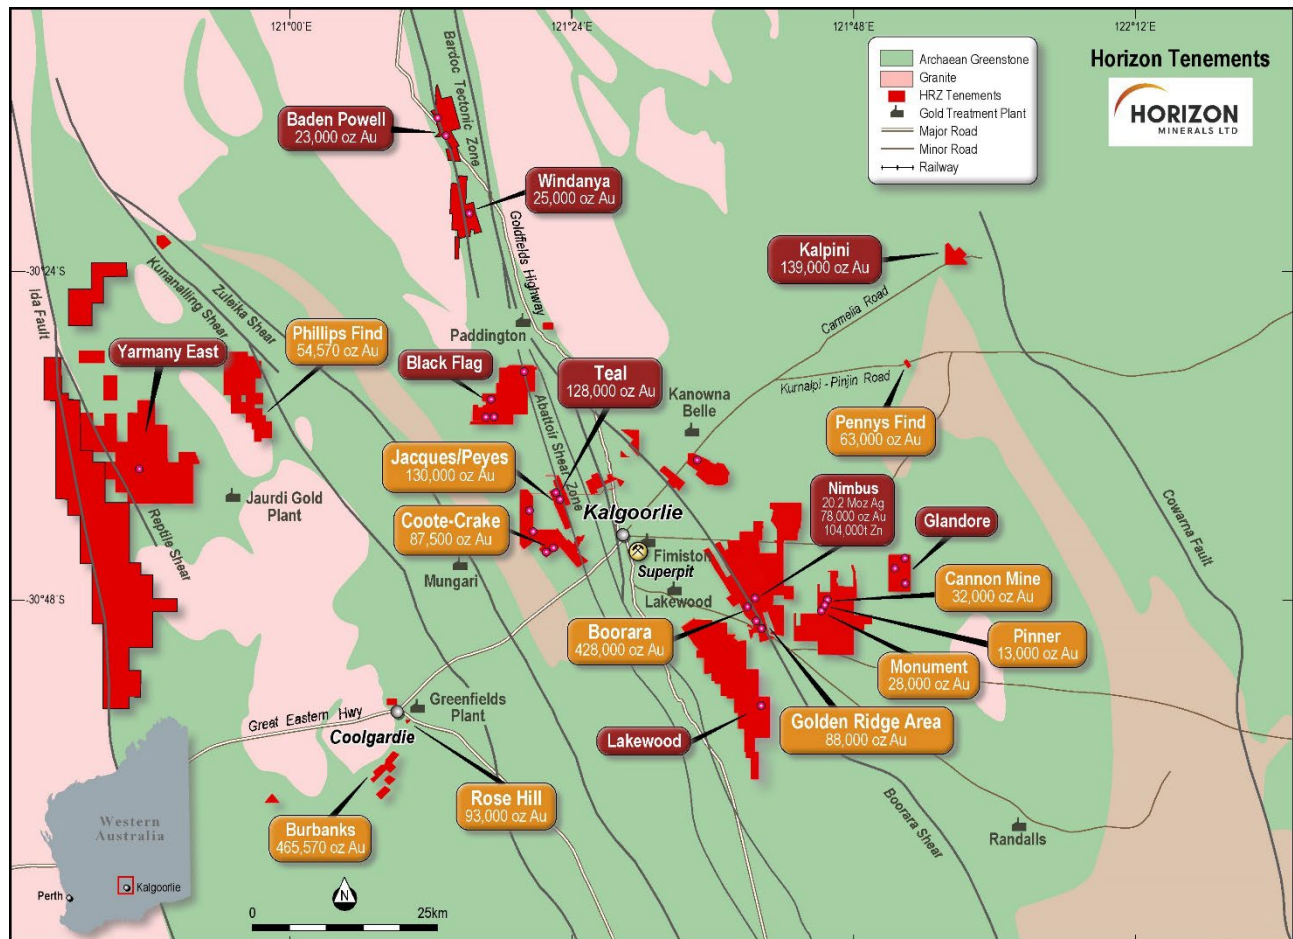 121°00'E
121°24'E
121°48'E
122°12'E
Horizon Tenements
HORIZON
MINERALS LTD
Archaean Greenstone
Granite
HRZ Tenements
Gold Treatment Plant
Major Road
Minor Road
Railway
Bardoc Tectonic Zone
Baden Powell
23,000 oz Au
Windanya
25,000 oz Au
Goldfields Highway
Kalpini
139,000 oz Au
-30°24'S
Ida Fault
Kunanalling Shear
Zuleika Shear
Carmelia Road
Phillips Find
54,570 oz Au
Paddington
Yarmany East
Black Flag
Teal
128,000 oz Au
Kanowna
Belle
Kurnalpi - Pinjin Road
Abattoir Shear Zone
Pennys Find
63,000 oz Au
Jacques/Peyes
130,000 oz Au
Jaurdi Gold
Plant
Reptile Shear
Coote-Crake
87,500 oz Au
Kalgoorlie
Nimbus
20.2 Moz Ag
78,000 oz Au
104,000t Zn
Glandore
Cowarna Fault
Fimiston
Superpit
Mungari
Lakewood
Cannon Mine
32,000 oz Au
-30°48'S
Boorara
428,000 oz Au
Pinner
13,000 oz Au
Monument
28,000 oz Au
Greenfields
Plant
Great Eastern Hwy
Coolgardie
Lakewood
Golden Ridge Area
88,000 oz Au
Rose Hill
93,000 oz Au
Burbanks
465,570 oz Au
Boorara Shear
Randalls
Western
Australia
Perth
Kalgoorlie
N
0
25km